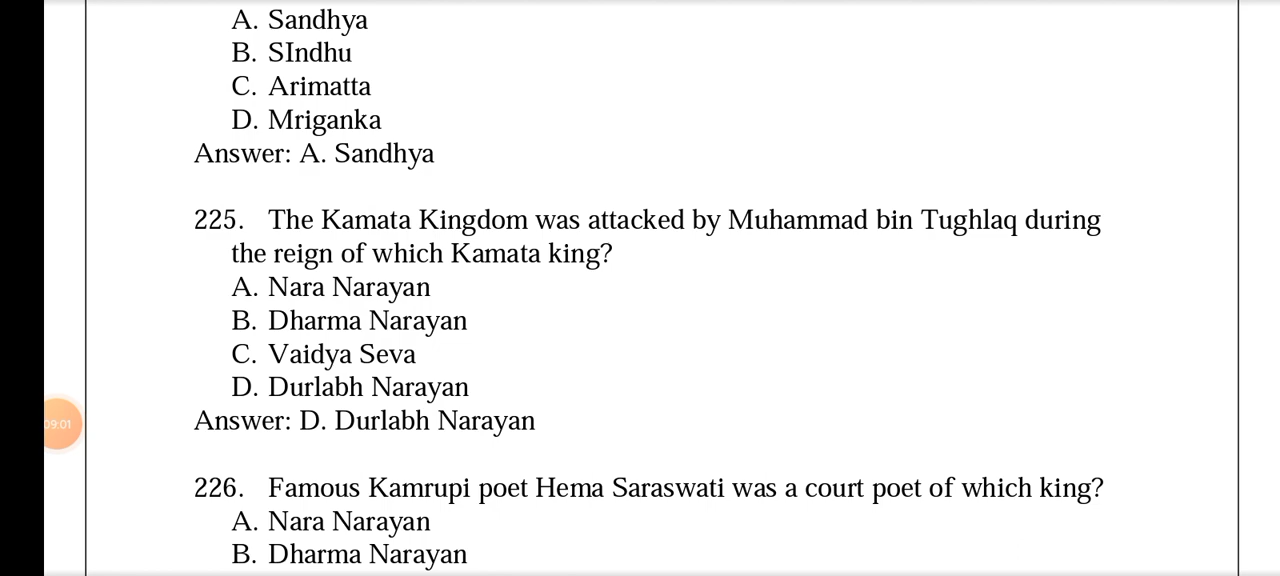 A. Sandhya
B. SIndhu
C. Arimatta
D. Mriganka
Answer: A. Sandhya
225. The Kamata Kingdom was attacked by Muhammad bin Tughlaq during
the reign of which Kamata king?
A. Nara Narayan
B. Dharma Narayan
C. Vaidya Seva
D. Durlabh Narayan
09:01
Answer: D. Durlabh Narayan
226. Famous Kamrupi poet Hema Saraswati was a court poet of which king?
A. Nara Narayan
B. Dharma Narayan